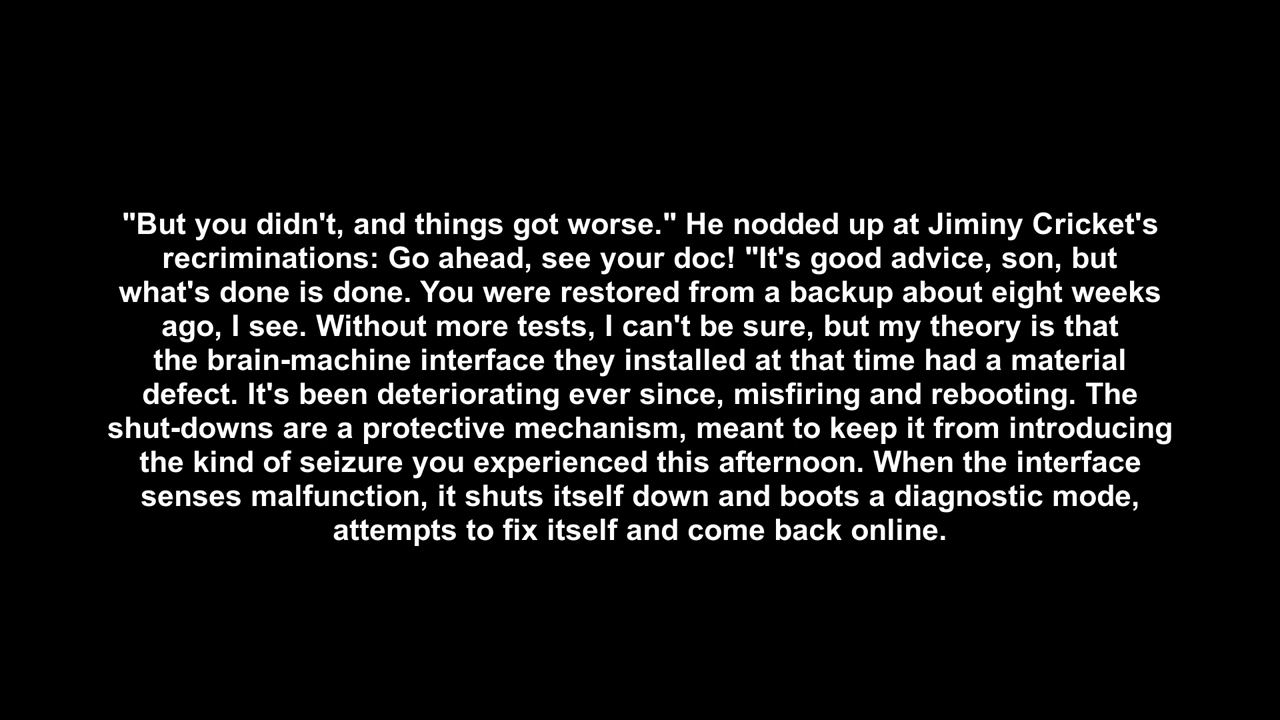 "But you didn't, and things got worse." He nodded up at Jiminy Cricket's
recriminations: Go ahead, see your doc! "It's good advice, son, but
what's done is done. You were restored from a backup about eight weeks
ago, I see. Without more tests, I can't be sure, but my theory is that
the brain-machine interface they installed at that time had a material
defect. It's been deteriorating ever since, misfiring and rebooting. The
shut-downs are a protective mechanism, meant to keep it from introducing
the kind of seizure you experienced this afternoon. When the interface
senses malfunction, it shuts itself down and boots a diagnostic mode,
attempts to fix itself and come back online.